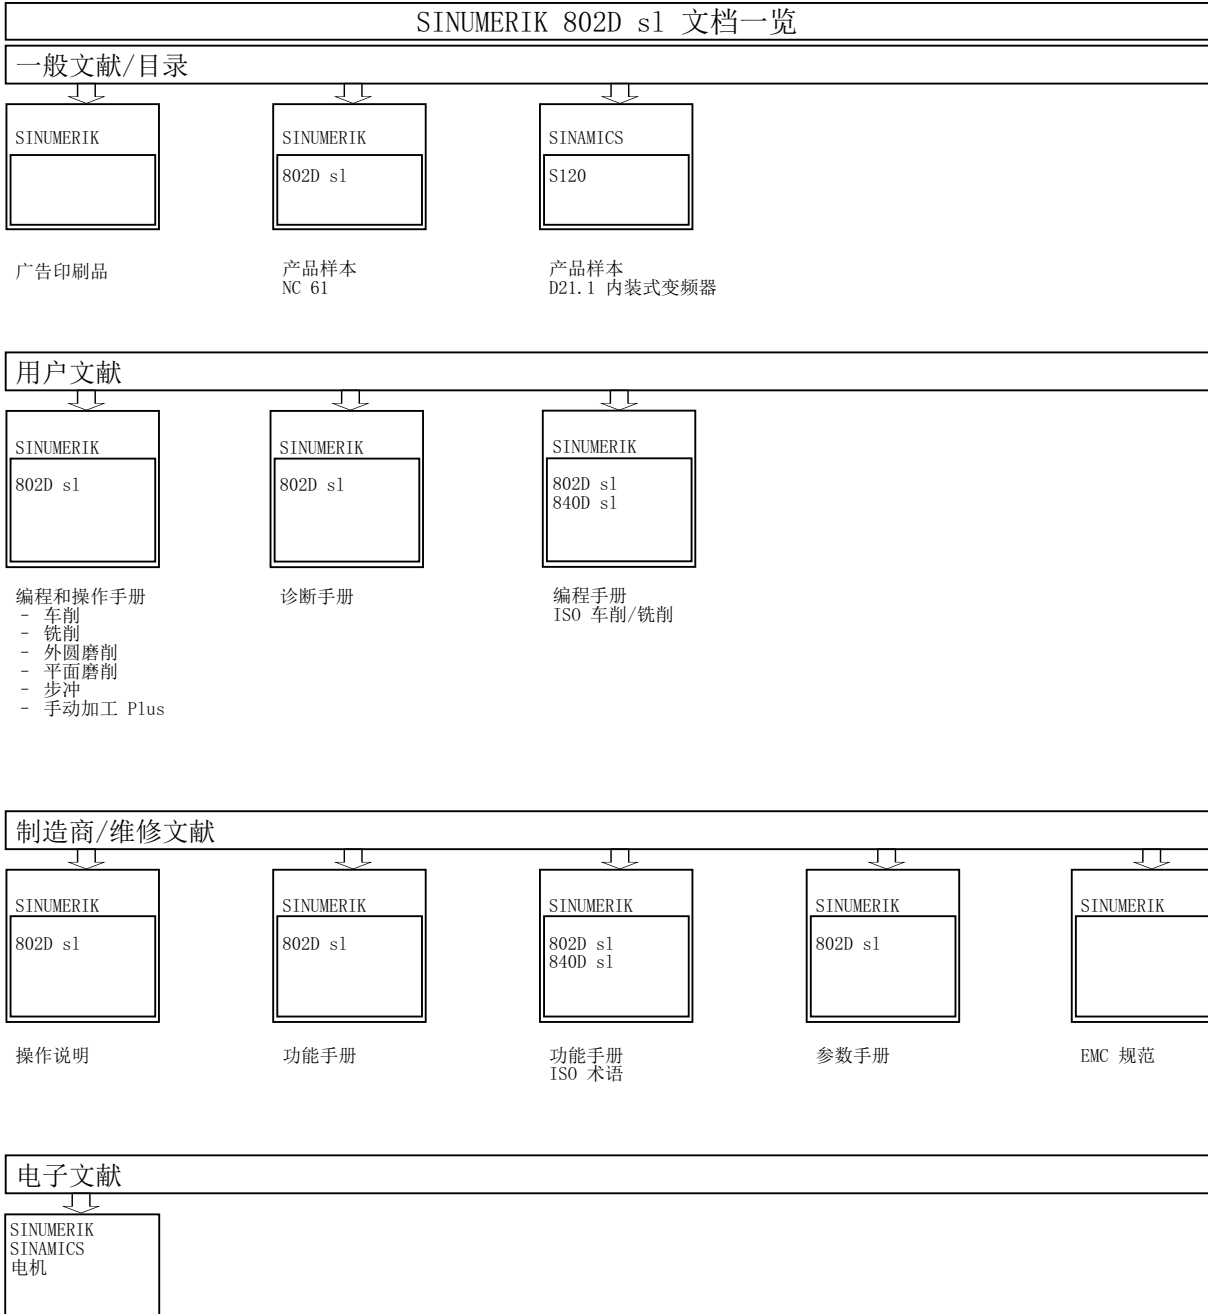 SINUMERIK 802D sl 文档一览
一般文献/目录
SINUMERIK
SINUMERIK
802D sl
SINAMICS
S120
广告印刷品
产品样本
NC 61
产品样本
D21.1 内装式变频器
用户文献
SINUMERIK
802D sl
SINUMERIK
802D sl
SINUMERIK
802D sl
840D sl
编程和操作手册
- 车削
- 铣削
- 外圆磨削
- 平面磨削
- 步冲
- 手动加工 Plus
诊断手册
编程手册
ISO 车削/铣削
制造商/维修文献
SINUMERIK
802D sl
SINUMERIK
802D sl
SINUMERIK
802D sl
840D sl
SINUMERIK
802D sl
SINUMERIK
操作说明
功能手册
功能手册
ISO 术语
参数手册
EMC 规范
电子文献
SINUMERIK
SINAMICS
电机